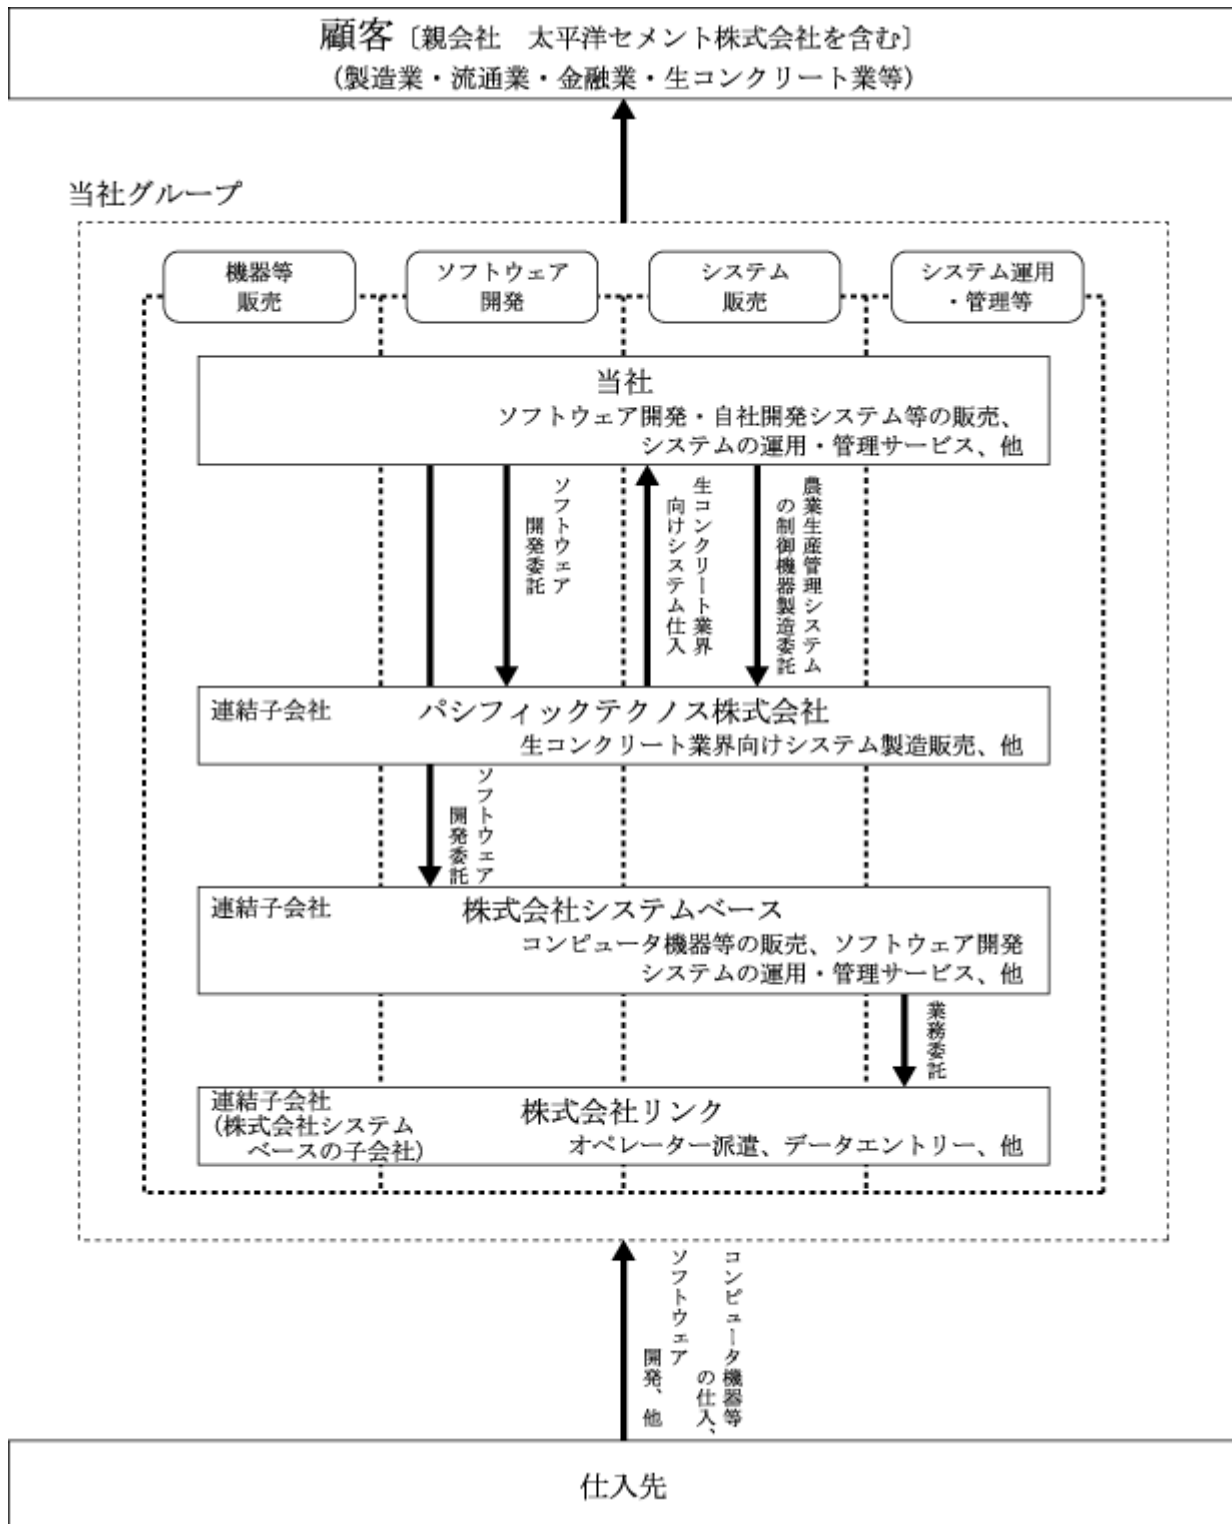 顧客〔親会社　太平洋セメント株式会社を含む〕
（製造業・流通業・金融業・生コンクリート業等）
当社グループ
機器等
販売
ソフトウェア
開発
システム
販売
システム運用
・管理等
当社
ソフトウェア開発・自社開発システム等の販売、
システムの運用・管理サービス、他
ソフトウェア
開発委託
生コンクリート業界
向けシステム仕入
農業生産管理システム
の制御機器製造委託
連結子会社
パシフィックテクノス株式会社
生コンクリート業界向けシステム製造販売、他
ソフトウェア
開発委託
連結子会社
株式会社システムベース
コンピュータ機器等の販売、ソフトウェア開発
システムの運用・管理サービス、他
業務委託
連結子会社
（株式会社システム
ベースの子会社）
株式会社リンク
オペレーター派遣、データエントリー、他
コンピュータ機器等
の仕入、
ソフトウェア
開発、他
仕入先